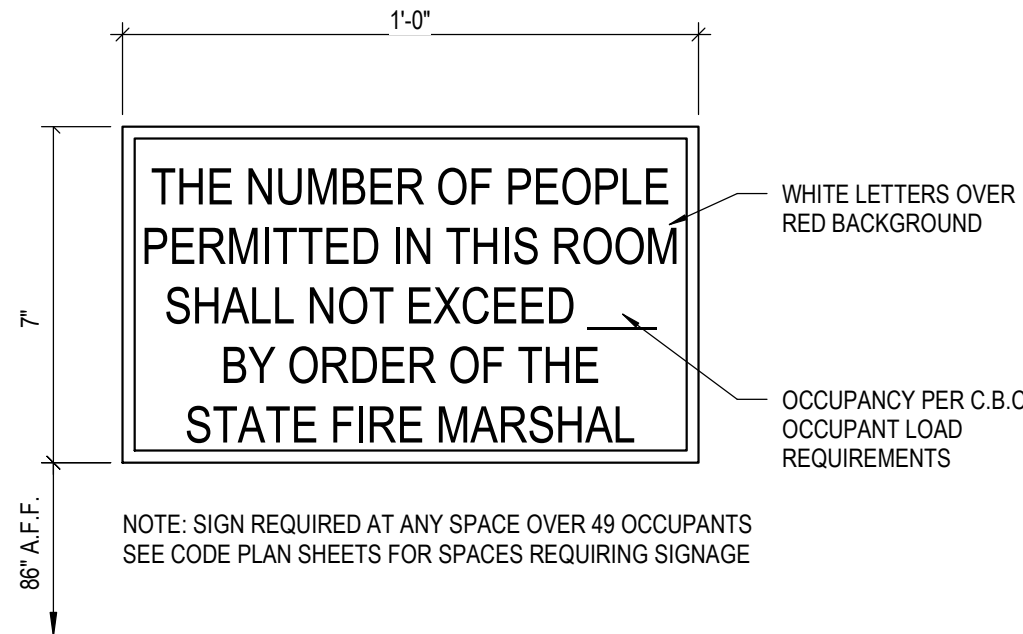 1'-0"
7"
86" A.F.F.
THE NUMBER OF PEOPLE
PERMITTED IN THIS ROOM
SHALL NOT EXCEED ____
BY ORDER OF THE
STATE FIRE MARSHAL
WHITE LETTERS OVER
RED BACKGROUND
OCCUPANCY PER C.B.C
OCCUPANT LOAD
REQUIREMENTS
NOTE: SIGN REQUIRED AT ANY SPACE OVER 49 OCCUPANTS
SEE CODE PLAN SHEETS FOR SPACES REQUIRING SIGNAGE